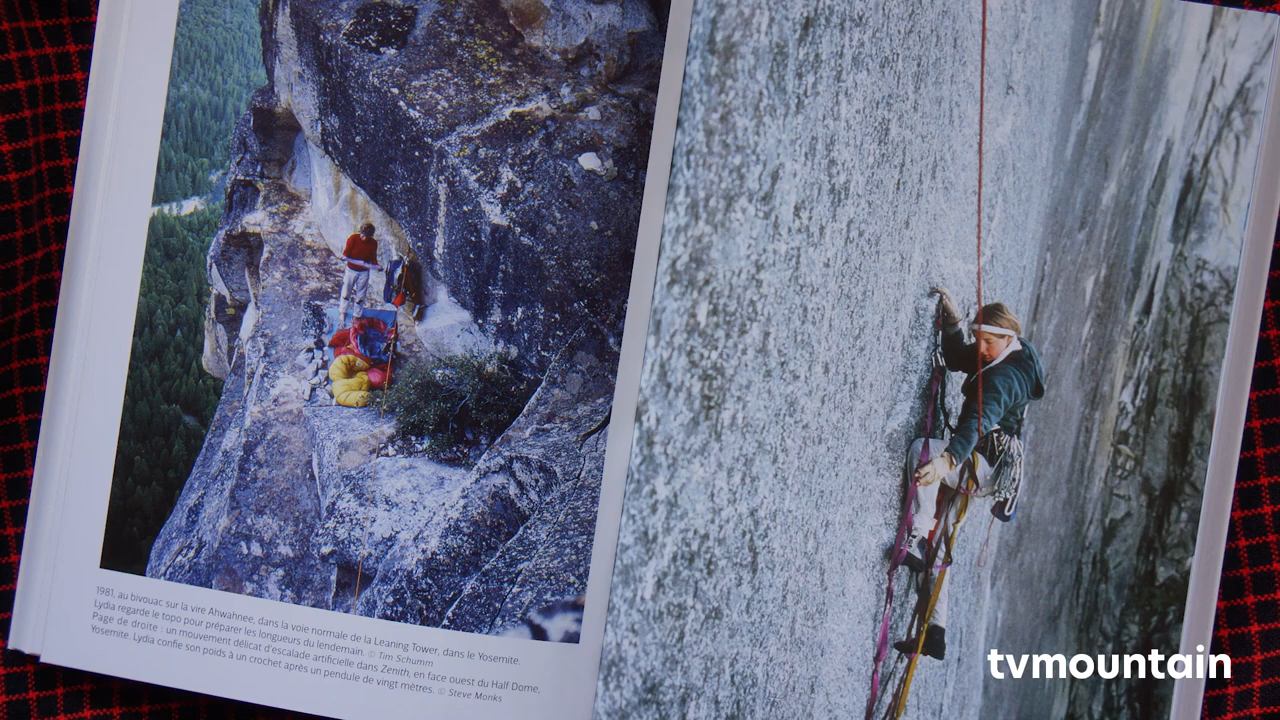 1981, au bivouac sur la vire Ahwahnee, dans la voie normale de la Leaning Tower, dans le Yosemite.
Lydia regarde le topo pour préparer les longueurs du lendemain. © Tim Schumm
Page de droite : un mouvement délicat d'escalade artificielle dans Zenith, en face ouest du Half Dome,
Yosemite. Lydia confie son poids à un crochet après un pendule de vingt mètres. © Steve Monks
tvmountain